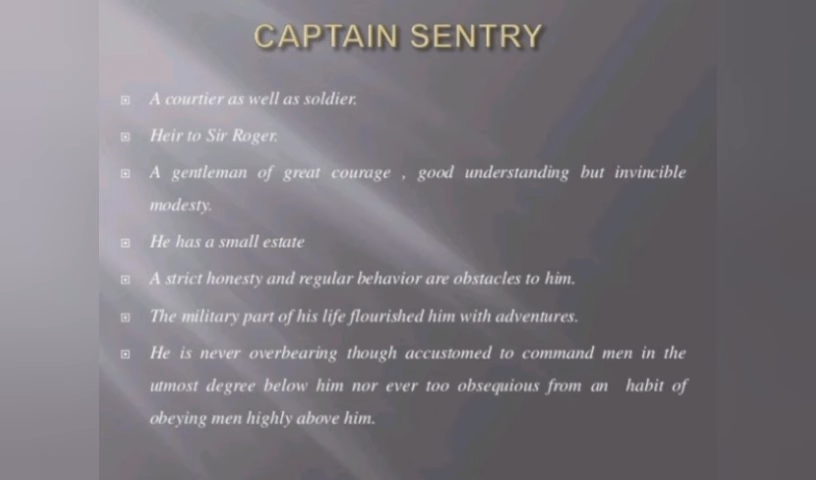 CAPTAIN SENTRY
A courtier as well as soldier.
Heir to Sir Roger.
A gentleman of great courage , good understanding but invincible
modesty.
He has a small estate
A strict honesty and regular behavior are obstacles to him.
The military part of his life flourished him with adventures.
He is never overbearing though accustomed to command men in the
utmost degree below him nor ever too obsequious from an habit of
obeying men highly above him.